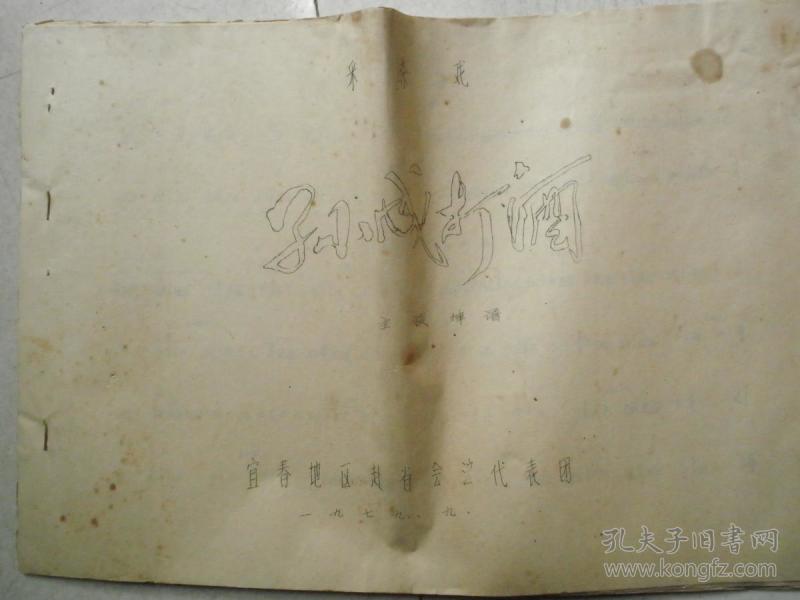 采茶戏
孙成打酒
宜春地区赴省会演代表团
一九七九.九.
孔夫子旧书网
www.kongfz.com